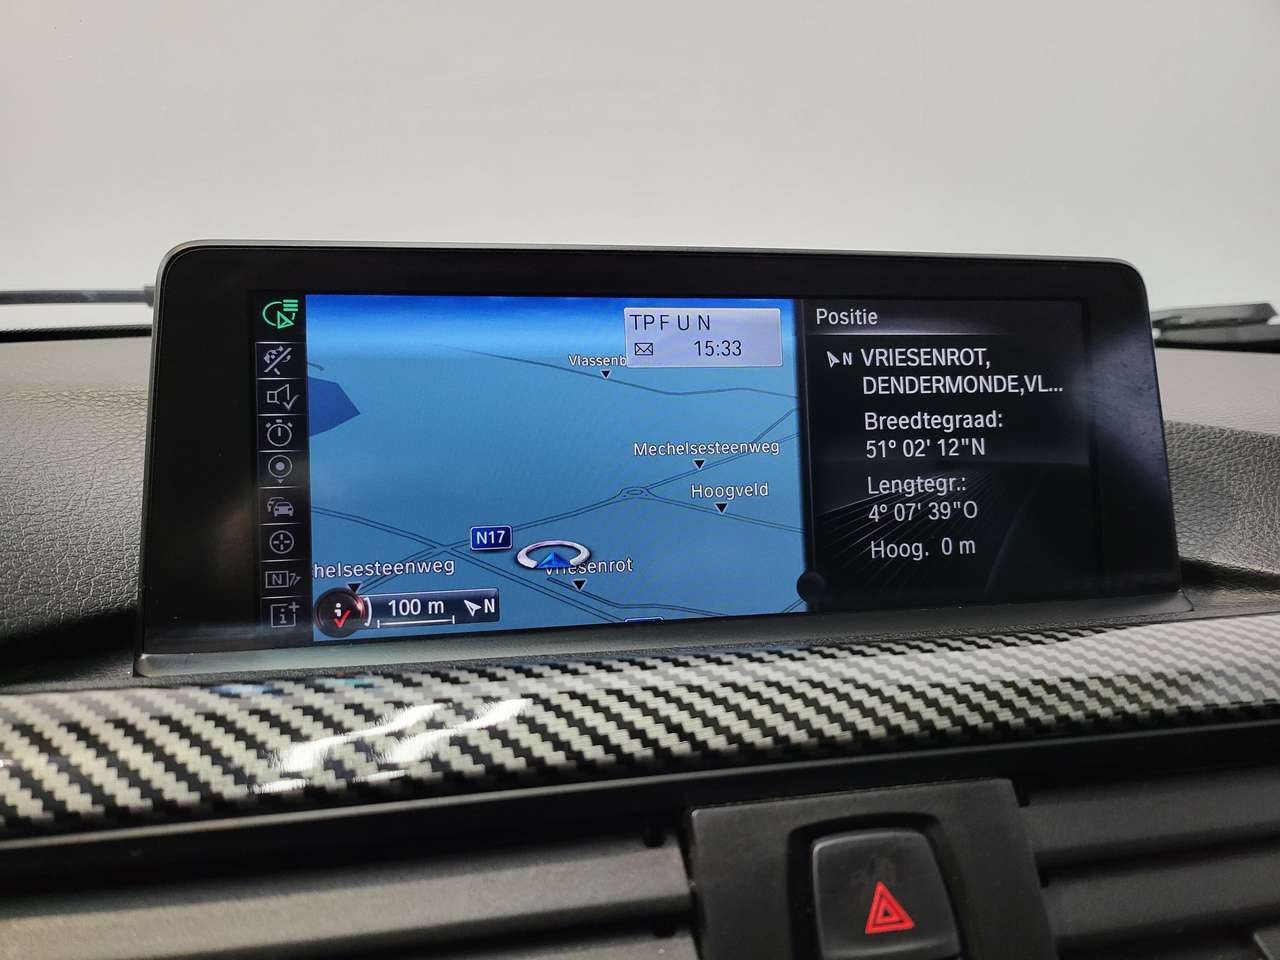 TP F U N
15:33
Vlassenb
Mechelsesteenweg
Hoogveld
N17
Vriesenrot
helsesteenweg
100 m
N
N
i
Positie
N VRIESENROT,
DENDERMONDE,VL...
Breedtegraad:
51° 02' 12"N
Lengtegr.:
4° 07' 39"O
Hoog. 0 m